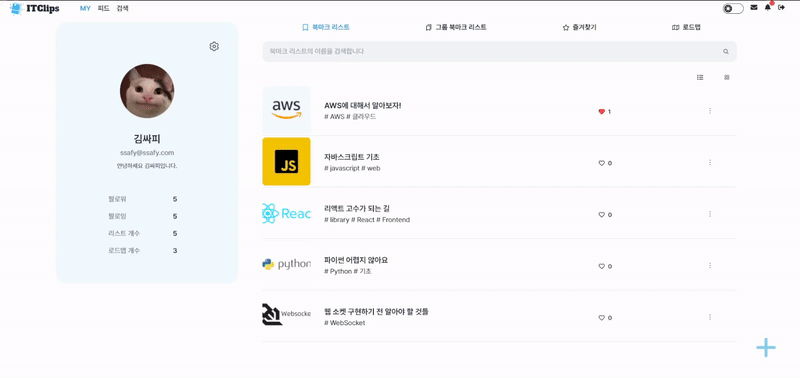 ITClips
MY 피드 검색
북마크 리스트 그룹 북마크 리스트 즐겨찾기 로드맵
북마크 리스트의 이름을 검색합니다
김싸피
ssafy@ssafy.com
안녕하세요 김싸피입니다.
팔로워 5
팔로잉 5
리스트 개수 5
로드맵 개수 3
aws
AWS에 대해서 알아보자!
# AWS # 클라우드
1
JS
자바스크립트 기초
# javascript # web
0
Reac
리액트 고수가 되는 길
# library # React # Frontend
0
python
파이썬 어렵지 않아요
# Python # 기초
0
Websocke
웹 소켓 구현하기 전 알아야 할 것들
# WebSocket
0